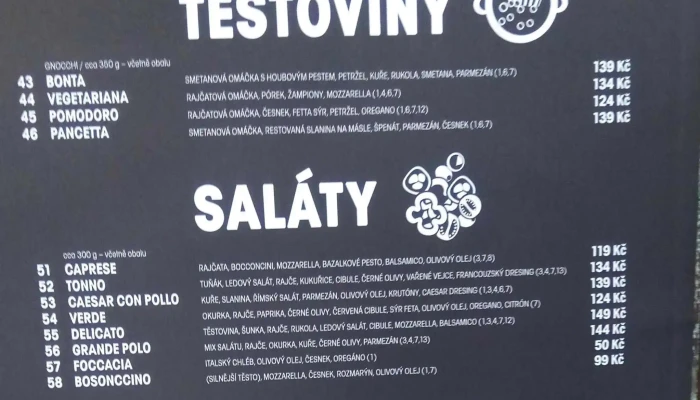 TĚSTOVINY
GNOCCHI / cca 350 g – včetně obalu
43 BONTA SMETANOVÁ OMÁČKA S HOUBOVÝM PESTEM, PETRŽEL, KUŘE, RUKOLA, SMETANA, PARMEZÁN (1,6,7) 139 Kč
44 VEGETARIANA RAJČATOVÁ OMÁČKA, PÓREK, ŽAMPIONY, MOZZARELLA (1,4,6,7) 134 Kč
45 POMODORO RAJČATOVÁ OMÁČKA, ČESNEK, FETTA SÝR, PETRŽEL, OREGANO (1,6,7,12) 124 Kč
46 PANCETTA SMETANOVÁ OMÁČKA, RESTOVANÁ SLANINA NA MÁSLE, ŠPENÁT, PARMEZÁN, ČESNEK (1,6,7) 139 Kč
SALÁTY
cca 300 g – včetně obalu
51 CAPRESE RAJČATA, BOCCONCINI, MOZZARELLA, BAZALKOVÉ PESTO, BALSAMICO, OLIVOVÝ OLEJ (3,7,8) 119 Kč
52 TONNO TUŇÁK, LEDOVÝ SALÁT, RAJČE, KUKUŘICE, CIBULE, ČERNÉ OLIVY, VAŘENÉ VEJCE, FRANCOUZSKÝ DRESING (3,4,7,13) 134 Kč
53 CAESAR CON POLLO KUŘE, SLANINA, ŘÍMSKÝ SALÁT, PARMEZÁN, OLIVOVÝ OLEJ, KRUTÓNY, CAESAR DRESING (1,3,4,6,7) 139 Kč
54 VERDE OKURKA, RAJČE, PAPRIKA, ČERNÉ OLIVY, ČERVENÁ CIBULE, SÝR FETA, OLIVOVÝ OLEJ, OREGANO, CITRÓN (7) 124 Kč
55 DELICATO TĚSTOVINA, ŠUNKA, RAJČE, RUKOLA, LEDOVÝ SALÁT, CIBULE, MOZZARELLA, BALSAMICO (1,3,4,7,12) 149 Kč
56 GRANDE POLO MIX SALÁTU, RAJČE, OKURKA, KUŘE, ČERNÉ OLIVY, PARMEZÁN (3,4,7,13) 144 Kč
57 FOCCACIA ITALSKÝ CHLÉB, OLIVOVÝ OLEJ, ČESNEK, OREGÁNO (1) 50 Kč
58 BOSONCCINO (SILNĚJŠÍ TĚSTO), MOZZARELLA, ČESNEK, ROZMARÝN, OLIVOVÝ OLEJ (1,7) 99 Kč